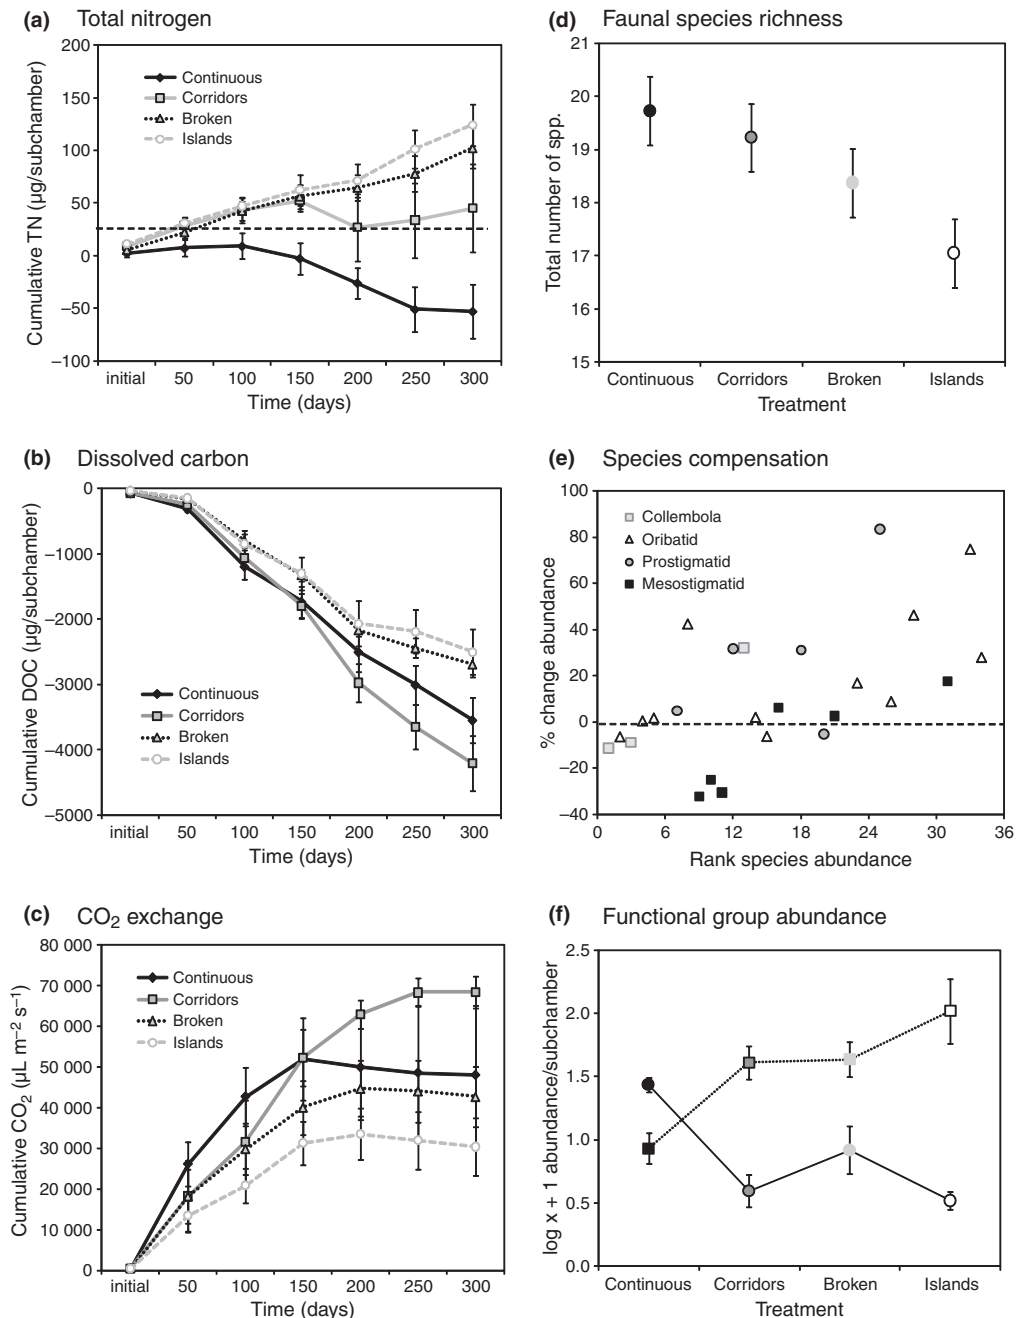 (a) Total nitrogen
Cumulative TN (μg/subchamber)
200
150
100
50
0
–50
–100
Continuous
Corridors
Broken
Islands
initial 50 100 150 200 250 300
Time (days)
(b) Dissolved carbon
Cumulative DOC (μg/subchamber)
0
–1000
–2000
–3000
–4000
–5000
Continuous
Corridors
Broken
Islands
initial 50 100 150 200 250 300
Time (days)
(c) CO2 exchange
Cumulative CO2 (μL m–2 s–1)
80 000
70 000
60 000
50 000
40 000
30 000
20 000
10 000
0
Continuous
Corridors
Broken
Islands
initial 50 100 150 200 250 300
Time (days)
(d) Faunal species richness
Total number of spp.
21
20
19
18
17
16
15
Continuous Corridors Broken Islands
Treatment
(e) Species compensation
% change abundance
100
80
60
40
20
0
–20
–40
Collembola
Oribatid
Prostigmatid
Mesostigmatid
0 6 12 18 24 30 36
Rank species abundance
(f) Functional group abundance
log x + 1 abundance/subchamber
2.5
2.0
1.5
1.0
0.5
0.0
Continuous Corridors Broken Islands
Treatment